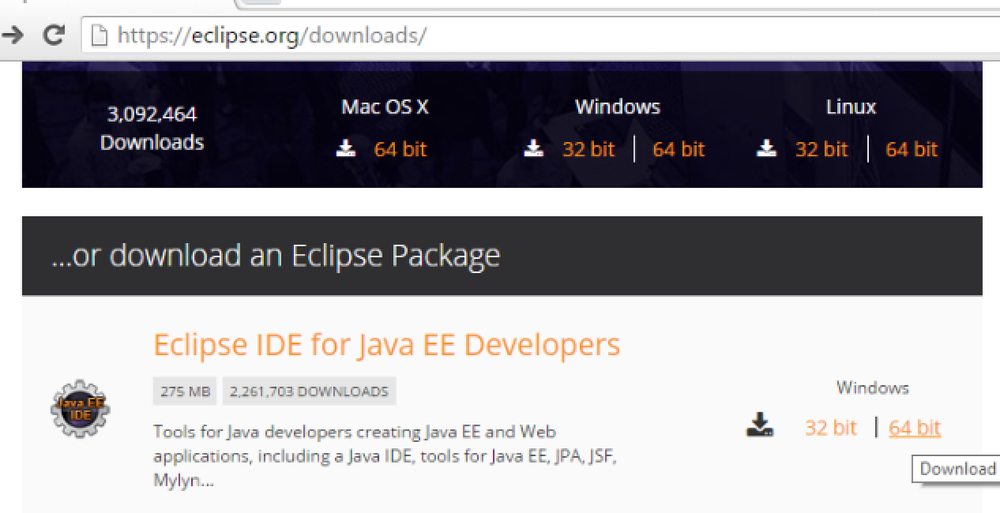 https://eclipse.org/downloads/
3,092,464
Downloads
Mac OS X
64 bit
Windows
32 bit | 64 bit
Linux
32 bit | 64 bit
...or download an Eclipse Package
Eclipse IDE for Java EE Developers
275 MB 2,261,703 DOWNLOADS
Tools for Java developers creating Java EE and Web
applications, including a Java IDE, tools for Java EE, JPA, JSF,
Mylyn...
Java EE
IDE
Windows
32 bit | 64 bit
Download